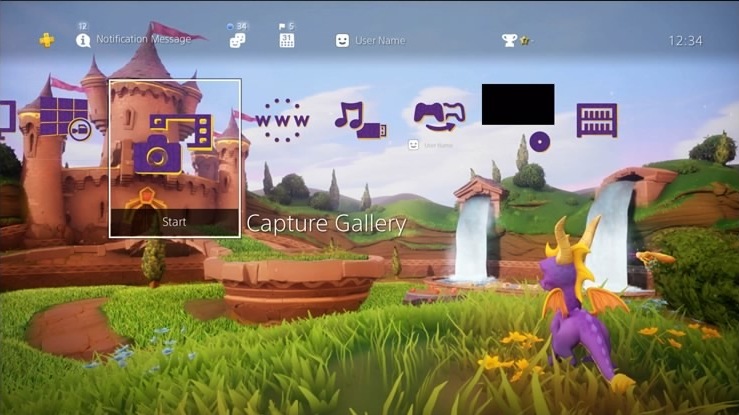 12
Notification Message
34
5
31
User Name
12:34
www
User Name
Start
Capture Gallery